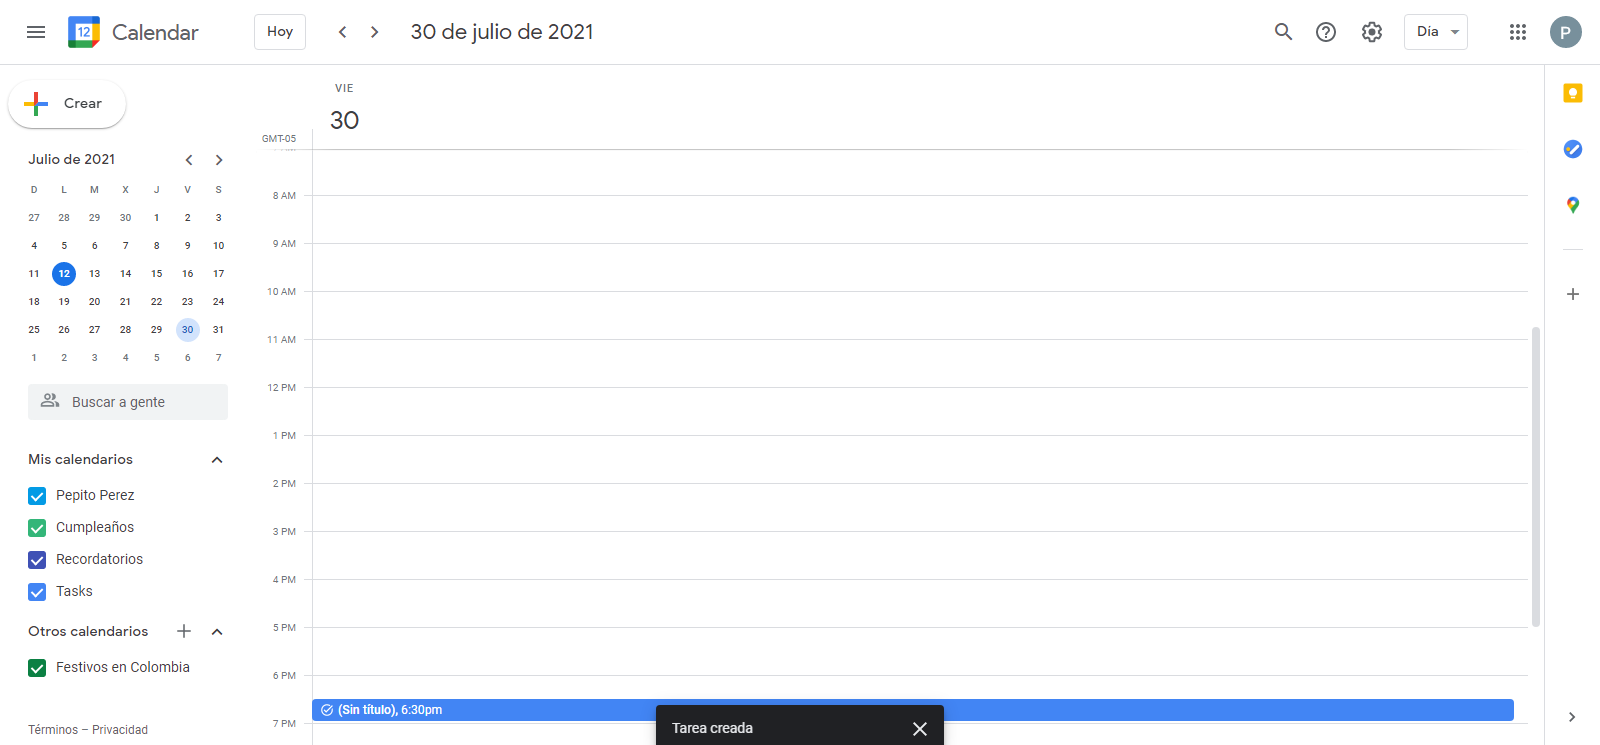 12 Calendar Hoy 30 de julio de 2021 Día P
Crear
Julio de 2021
D L M X J V S
27 28 29 30 1 2 3
4 5 6 7 8 9 10
11 12 13 14 15 16 17
18 19 20 21 22 23 24
25 26 27 28 29 30 31
1 2 3 4 5 6 7
Buscar a gente
Mis calendarios
Pepito Perez
Cumpleaños
Recordatorios
Tasks
Otros calendarios
Festivos en Colombia
Términos – Privacidad
VIE
30
GMT-05
8 AM
9 AM
10 AM
11 AM
12 PM
1 PM
2 PM
3 PM
4 PM
5 PM
6 PM
(Sin título), 6:30pm
7 PM
Tarea creada